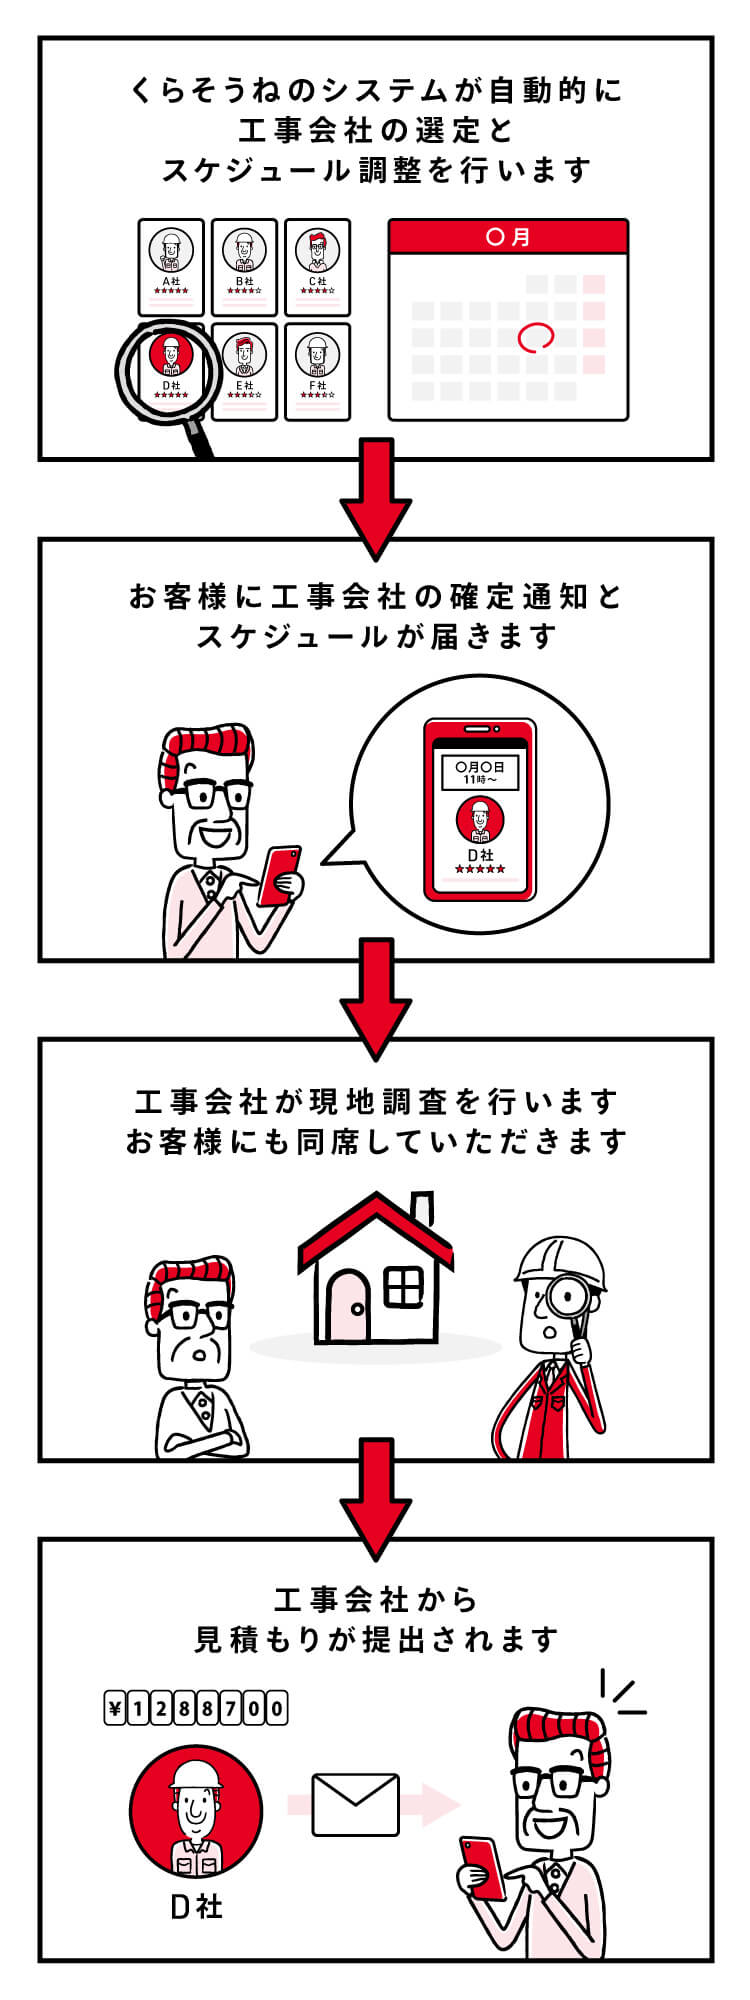 くらそうねのシステムが自動的に
工事会社の選定と
スケジュール調整を行います
A社
★★★★★
B社
★★★★☆
C社
★★★★☆
〇月
D社
★★★★★
E社
★★★☆☆
F社
★★★☆☆
お客様に工事会社の確定通知と
スケジュールが届きます
〇月〇日
11時〜
D社
★★★★★
工事会社が現地調査を行います
お客様にも同席していただきます
工事会社から
見積もりが提出されます
¥1288700
D社